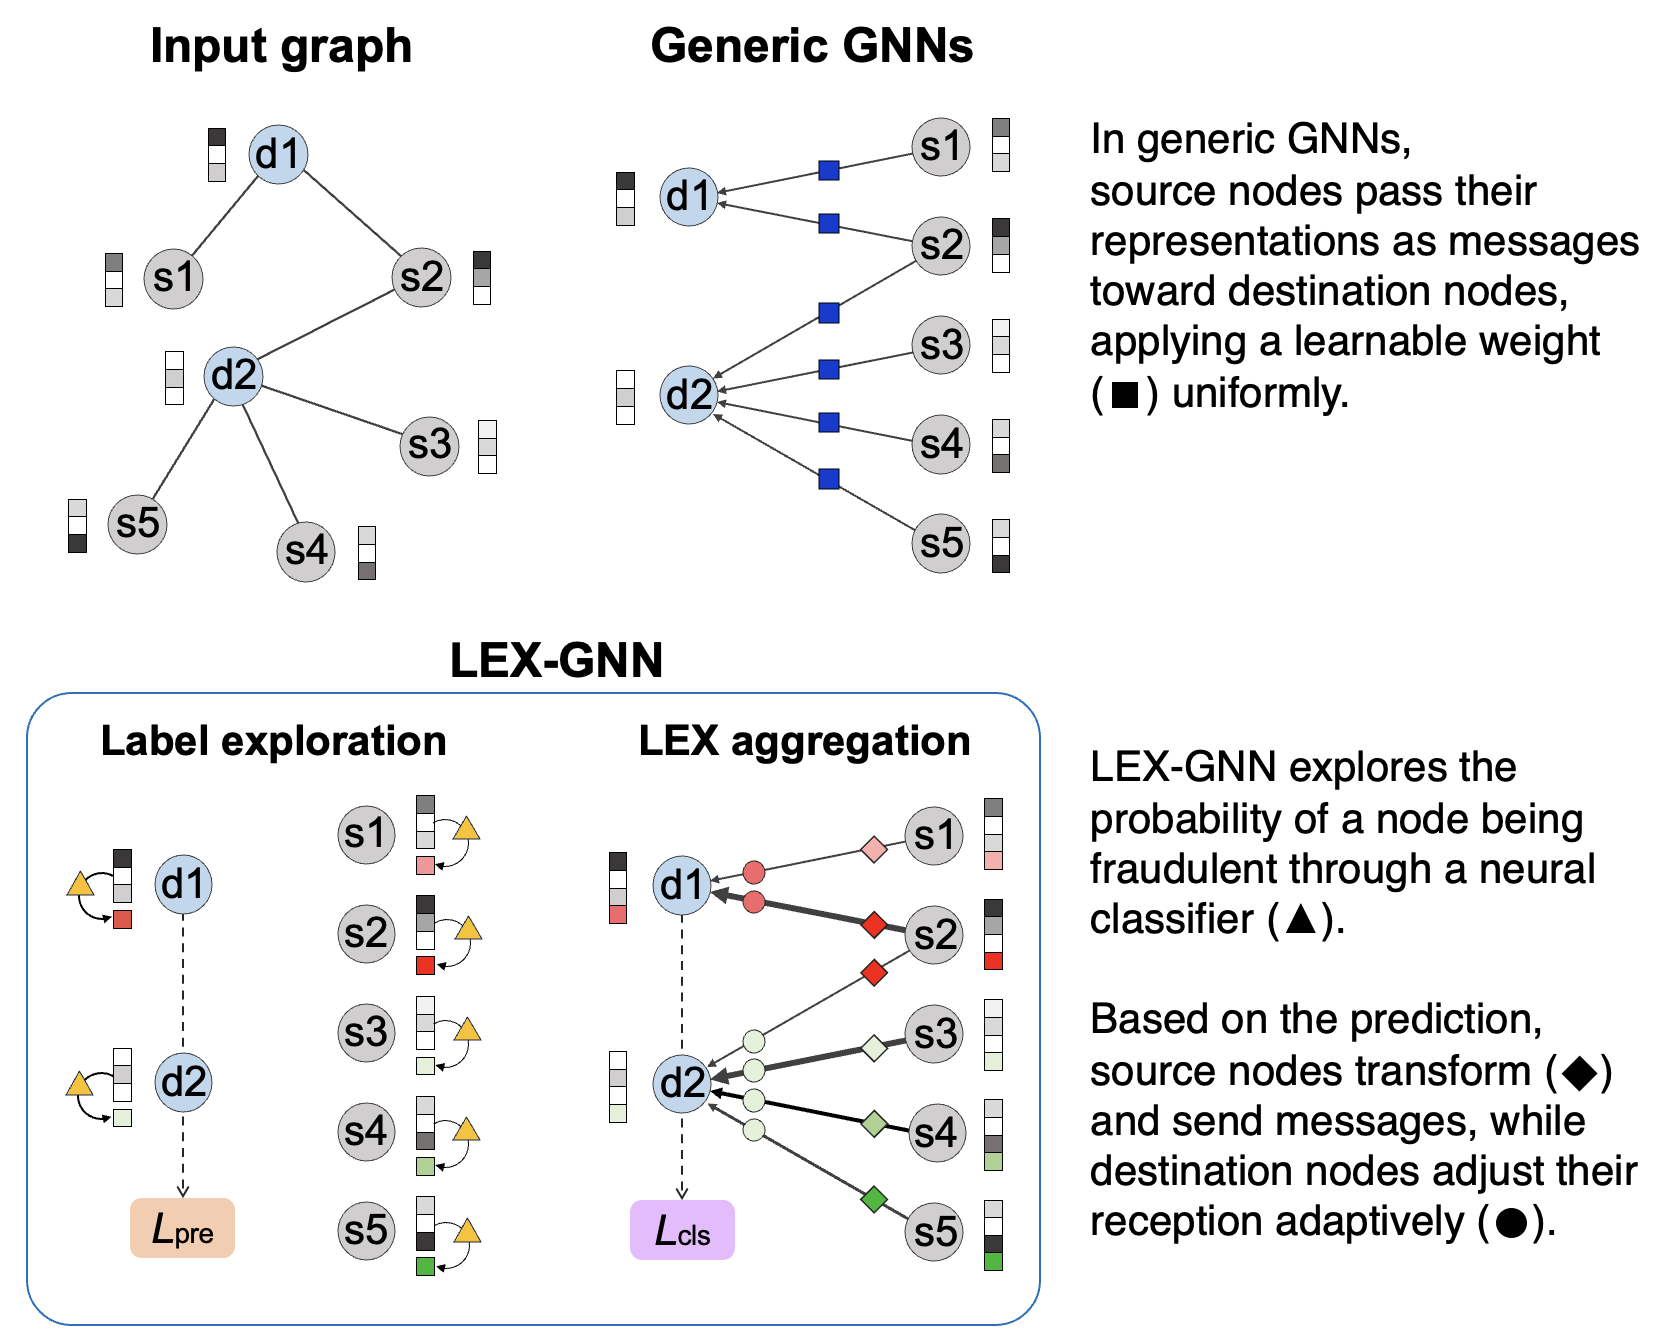 Input graph
d1
s1
s2
d2
s3
s5
s4
Generic GNNs
s1
d1
s2
s3
d2
s4
s5
In generic GNNs,
source nodes pass their
representations as messages
toward destination nodes,
applying a learnable weight
(■) uniformly.
LEX-GNN
Label exploration
s1
d1
s2
s3
d2
s4
s5
Lpre
LEX aggregation
s1
d1
s2
s3
d2
s4
s5
Lcls
LEX-GNN explores the
probability of a node being
fraudulent through a neural
classifier (▲).
Based on the prediction,
source nodes transform (◆)
and send messages, while
destination nodes adjust their
reception adaptively (●).